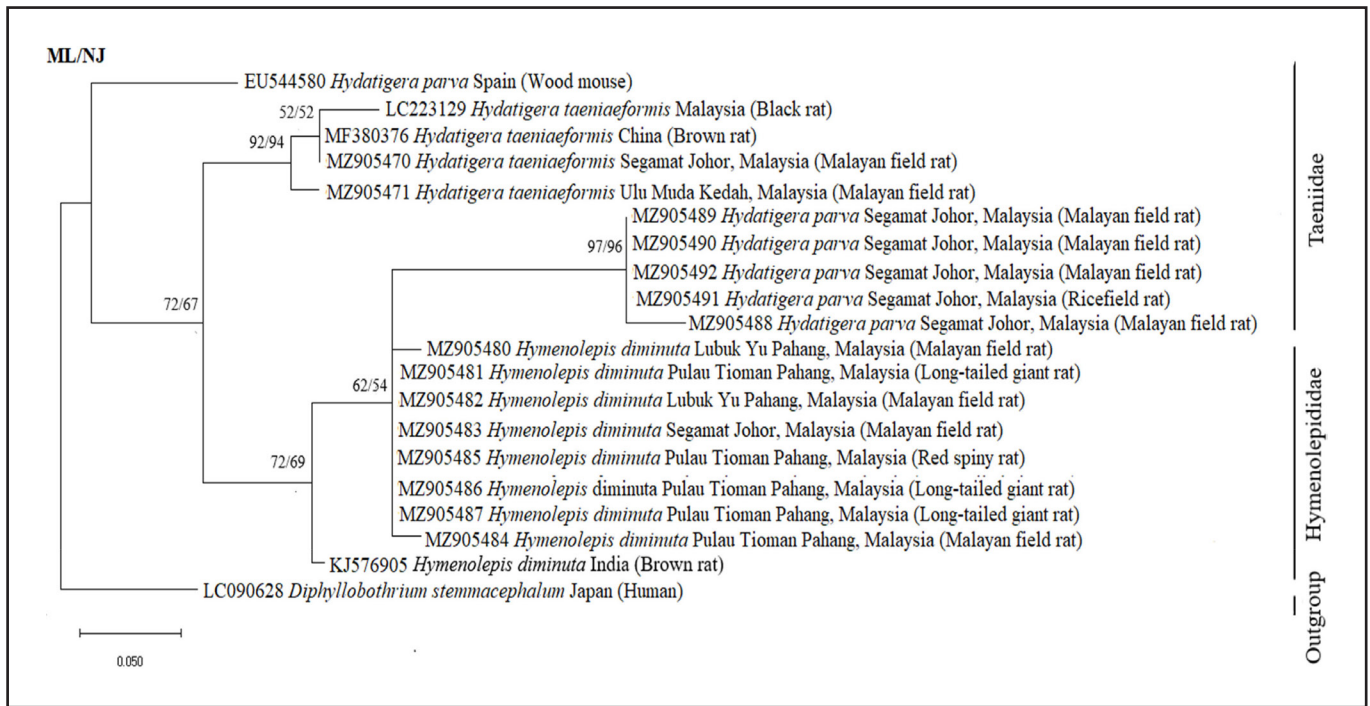 ML/NJ
EU544580 Hydatigera parva Spain (Wood mouse)
52/52
LC223129 Hydatigera taeniaeformis Malaysia (Black rat)
92/94
MF380376 Hydatigera taeniaeformis China (Brown rat)
MZ905470 Hydatigera taeniaeformis Segamat Johor, Malaysia (Malayan field rat)
MZ905471 Hydatigera taeniaeformis Ulu Muda Kedah, Malaysia (Malayan field rat)
MZ905489 Hydatigera parva Segamat Johor, Malaysia (Malayan field rat)
97/96
MZ905490 Hydatigera parva Segamat Johor, Malaysia (Malayan field rat)
MZ905492 Hydatigera parva Segamat Johor, Malaysia (Malayan field rat)
MZ905491 Hydatigera parva Segamat Johor, Malaysia (Ricefield rat)
72/67
MZ905488 Hydatigera parva Segamat Johor, Malaysia (Malayan field rat)
MZ905480 Hymenolepis diminuta Lubuk Yu Pahang, Malaysia (Malayan field rat)
62/54
MZ905481 Hymenolepis diminuta Pulau Tioman Pahang, Malaysia (Long-tailed giant rat)
MZ905482 Hymenolepis diminuta Lubuk Yu Pahang, Malaysia (Malayan field rat)
MZ905483 Hymenolepis diminuta Segamat Johor, Malaysia (Malayan field rat)
72/69
MZ905485 Hymenolepis diminuta Pulau Tioman Pahang, Malaysia (Red spiny rat)
MZ905486 Hymenolepis diminuta Pulau Tioman Pahang, Malaysia (Long-tailed giant rat)
MZ905487 Hymenolepis diminuta Pulau Tioman Pahang, Malaysia (Long-tailed giant rat)
MZ905484 Hymenolepis diminuta Pulau Tioman Pahang, Malaysia (Malayan field rat)
KJ576905 Hymenolepis diminuta India (Brown rat)
LC090628 Diphyllobothrium stemmacephalum Japan (Human)
0.050
Taeniidae
Hymenolepididae
Outgroup